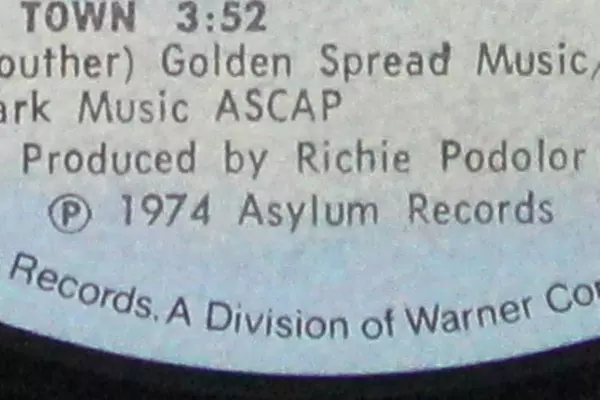 TOWN 3:52
outher) Golden Spread Music,
ark Music ASCAP
Produced by Richie Podolor
Ⓟ 1974 Asylum Records
Records. A Division of Warner Co